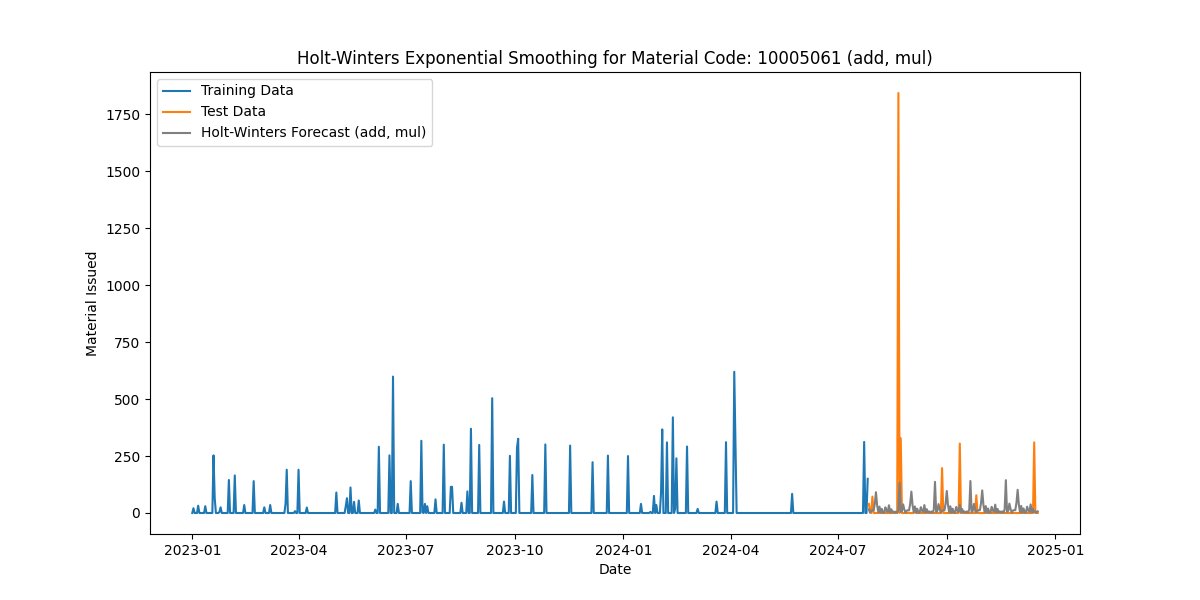 Holt-Winters Exponential Smoothing for Material Code: 10005061 (add, mul)
Training Data
Test Data
Holt-Winters Forecast (add, mul)
Material Issued
1750
1500
1250
1000
750
500
250
0
2023-01 2023-04 2023-07 2023-10 2024-01 2024-04 2024-07 2024-10 2025-01
Date